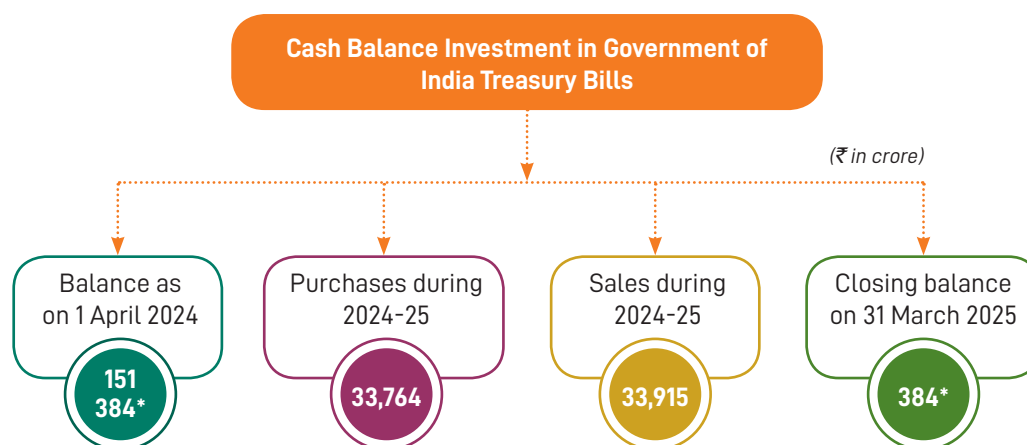 Cash Balance Investment in Government of
India Treasury Bills
(₹ in crore)
Balance as
on 1 April 2024
151
384*
Purchases during
2024-25
33,764
Sales during
2024-25
33,915
Closing balance
on 31 March 2025
384*